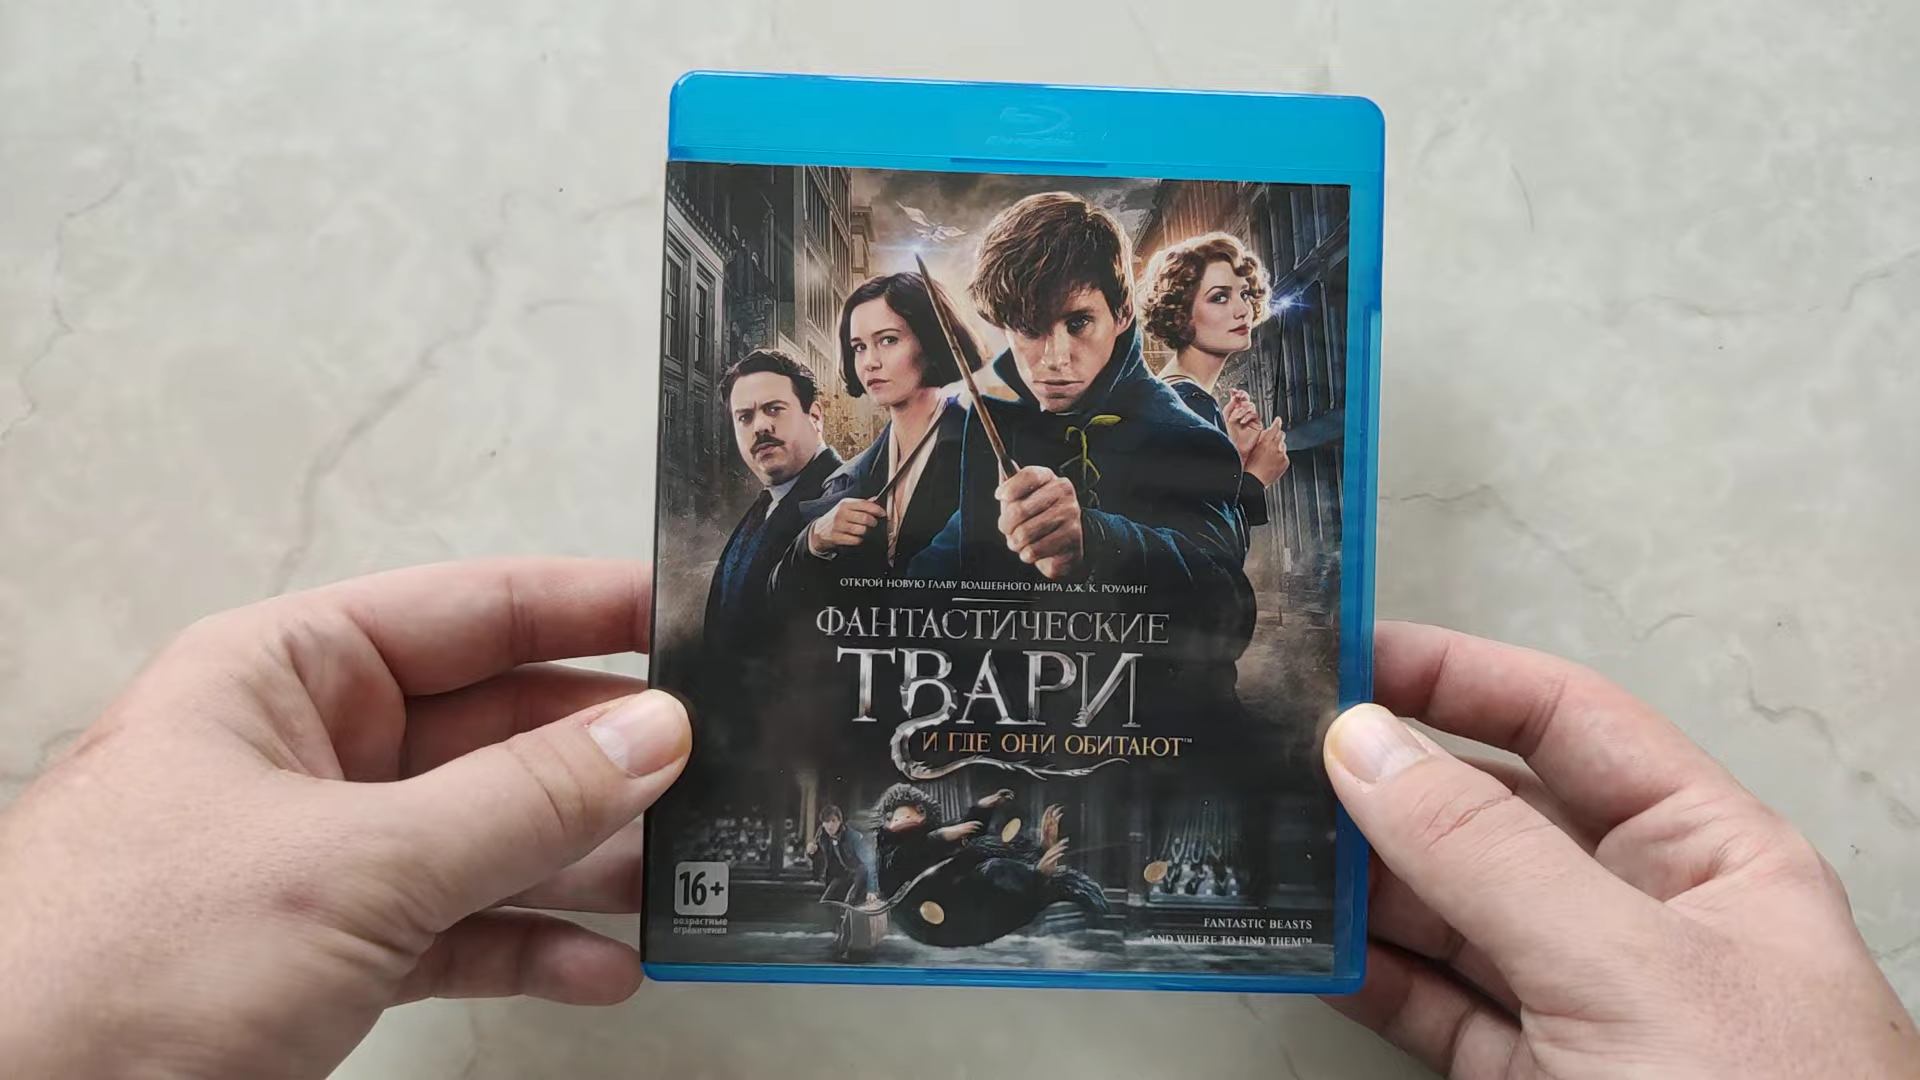 ОТКРОЙ НОВУЮ ГЛАВУ ВОЛШЕБНОГО МИРА ДЖ. К. РОУЛИНГ
ФАНТАСТИЧЕСКИЕ
ТВАРИ
И ГДЕ ОНИ ОБИТАЮТ™
16+
возрастные
ограничения
FANTASTIC BEASTS
AND WHERE TO FIND THEM™